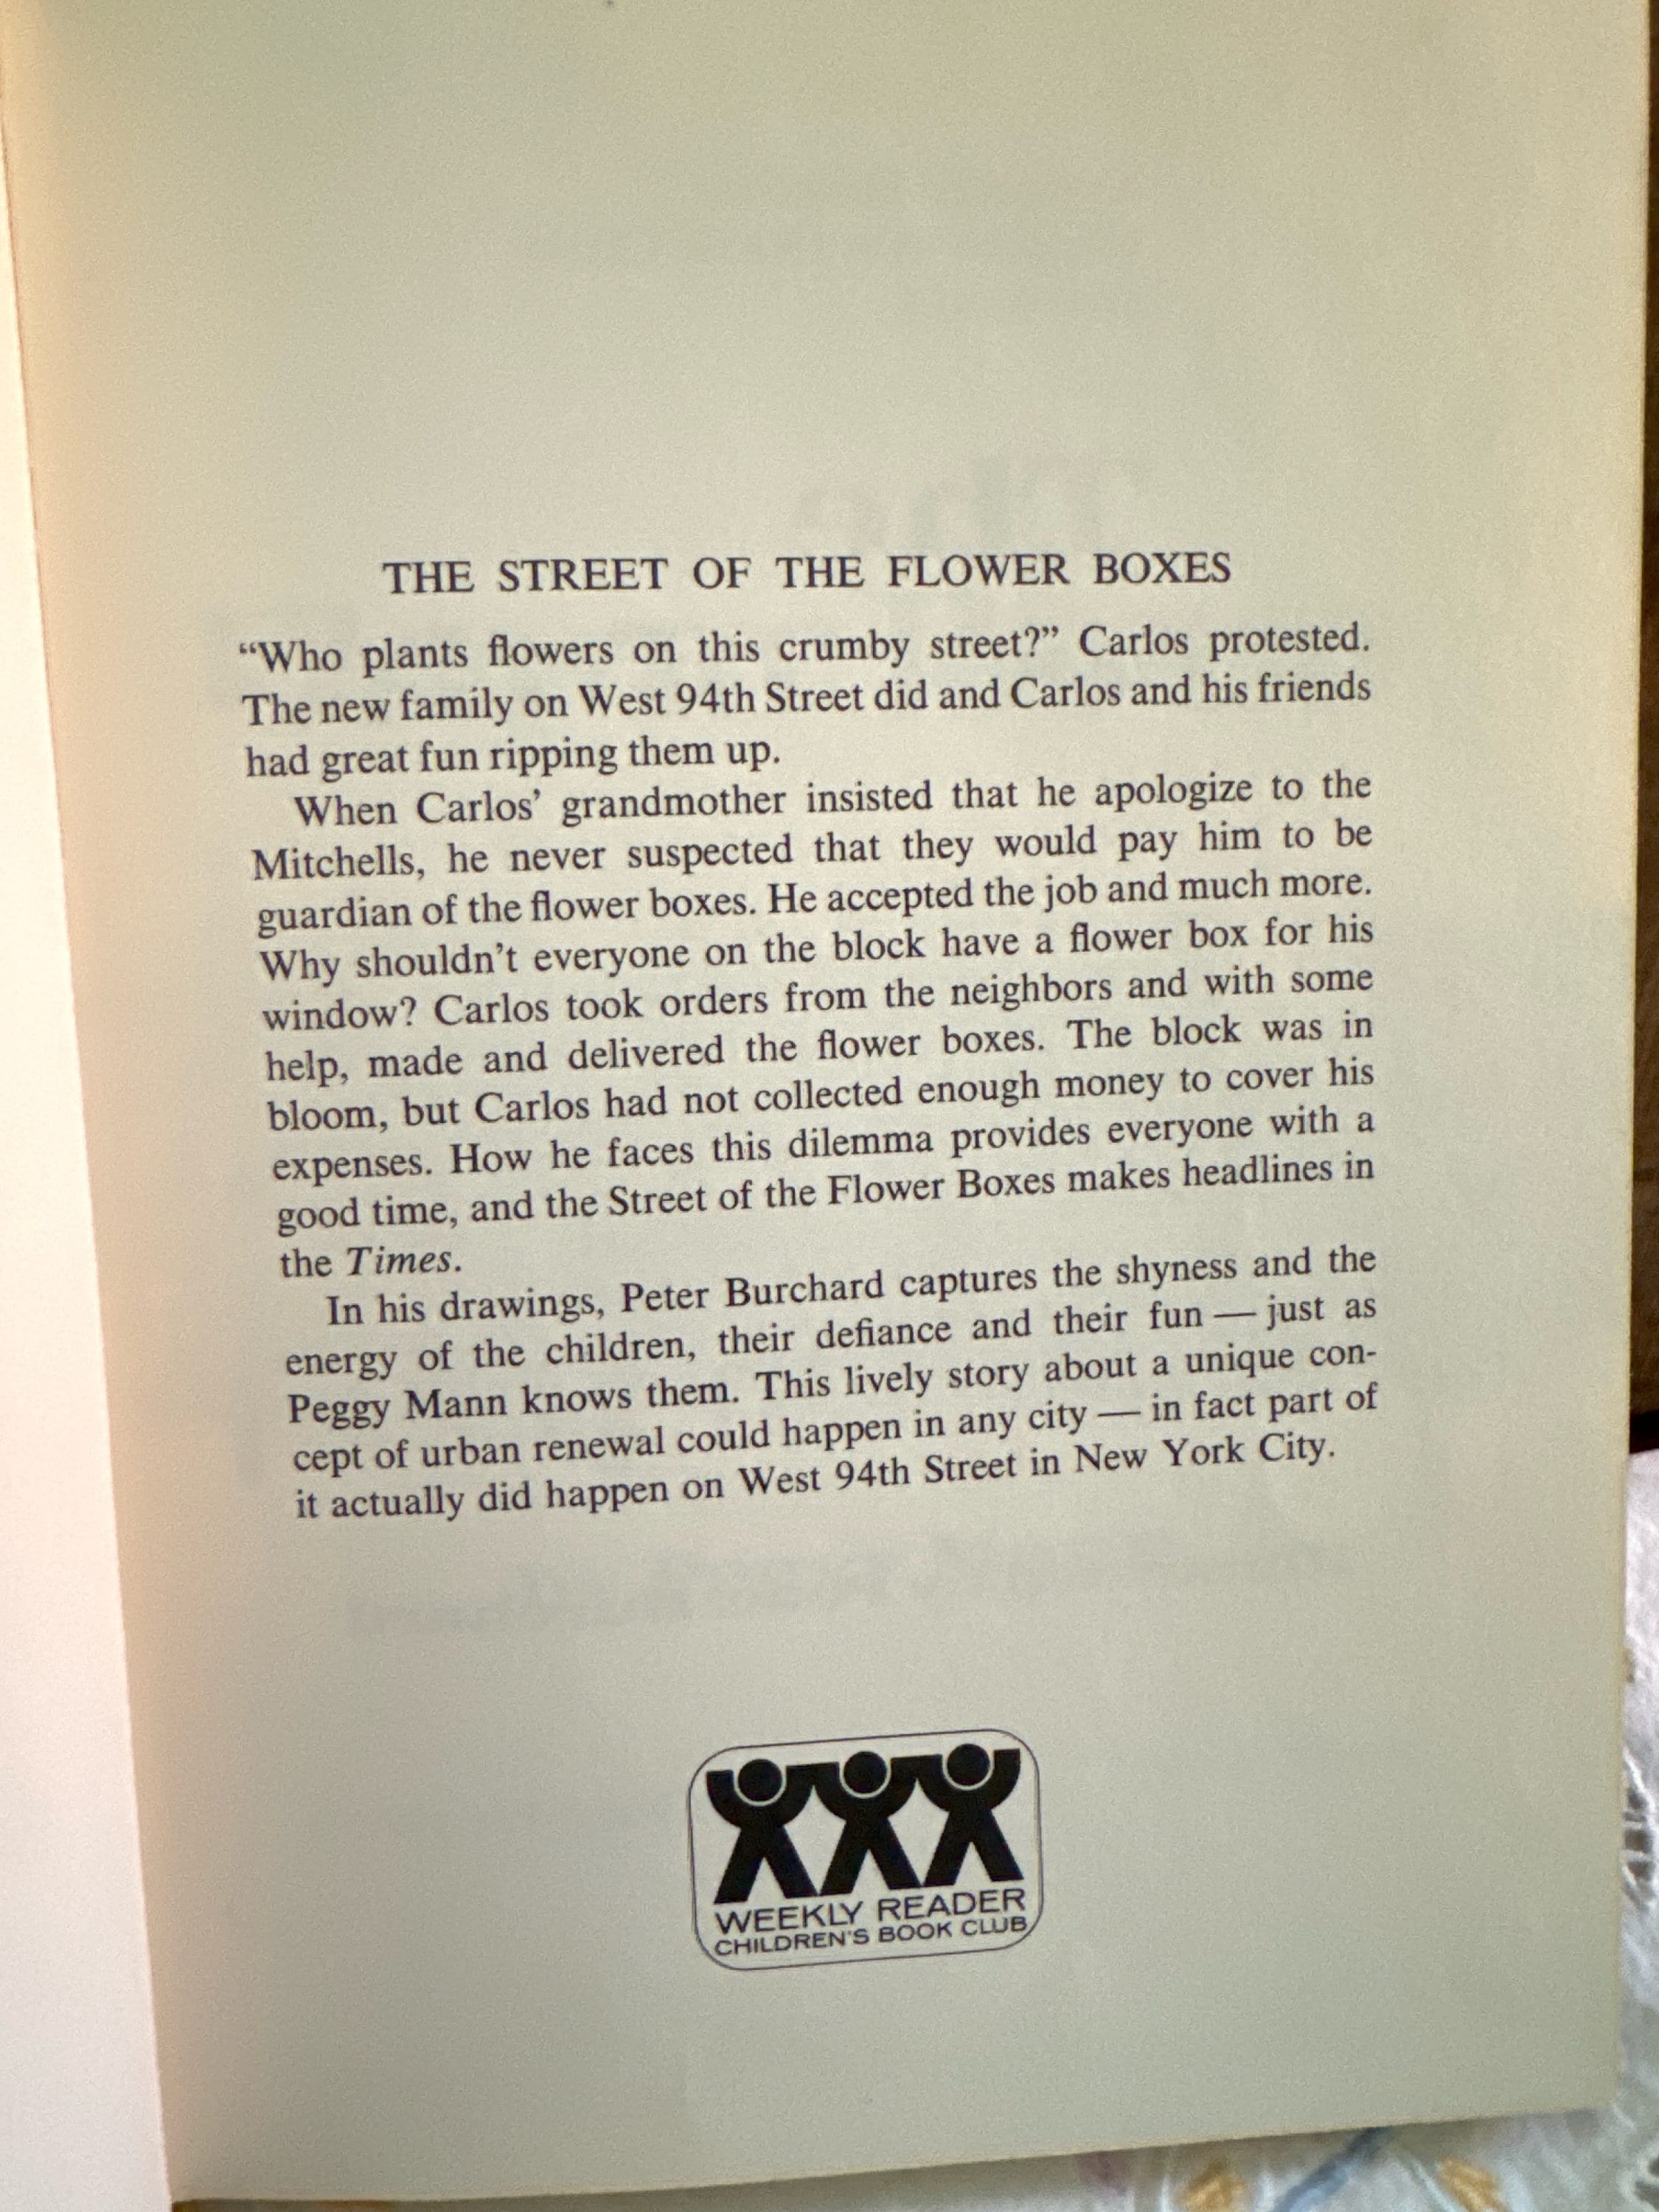 THE STREET OF THE FLOWER BOXES
“Who plants flowers on this crumby street?” Carlos protested.
The new family on West 94th Street did and Carlos and his friends
had great fun ripping them up.
When Carlos’ grandmother insisted that he apologize to the
Mitchells, he never suspected that they would pay him to be
guardian of the flower boxes. He accepted the job and much more.
Why shouldn’t everyone on the block have a flower box for his
window? Carlos took orders from the neighbors and with some
help, made and delivered the flower boxes. The block was in
bloom, but Carlos had not collected enough money to cover his
expenses. How he faces this dilemma provides everyone with a
good time, and the Street of the Flower Boxes makes headlines in
the Times.
In his drawings, Peter Burchard captures the shyness and the
energy of the children, their defiance and their fun — just as
Peggy Mann knows them. This lively story about a unique con-
cept of urban renewal could happen in any city — in fact part of
it actually did happen on West 94th Street in New York City.
WEEKLY READER
CHILDREN'S BOOK CLUB